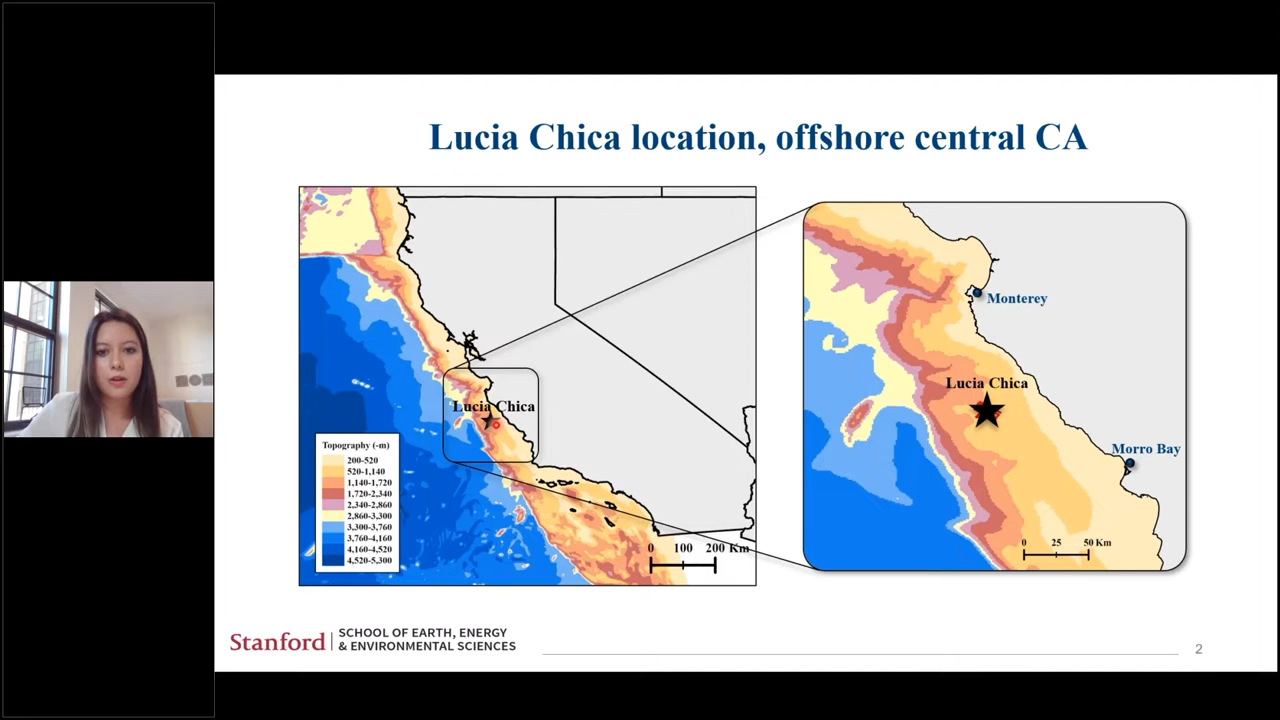 Lucia Chica location, offshore central CA
Lucia Chica
Topography (-m)
200-520
520-1,140
1,140-1,720
1,720-2,340
2,340-2,860
2,860-3,300
3,300-3,760
3,760-4,160
4,160-4,520
4,520-5,300
0 100 200 Km
Monterey
Lucia Chica
Morro Bay
0 25 50 Km
Stanford
SCHOOL OF EARTH, ENERGY
& ENVIRONMENTAL SCIENCES
2